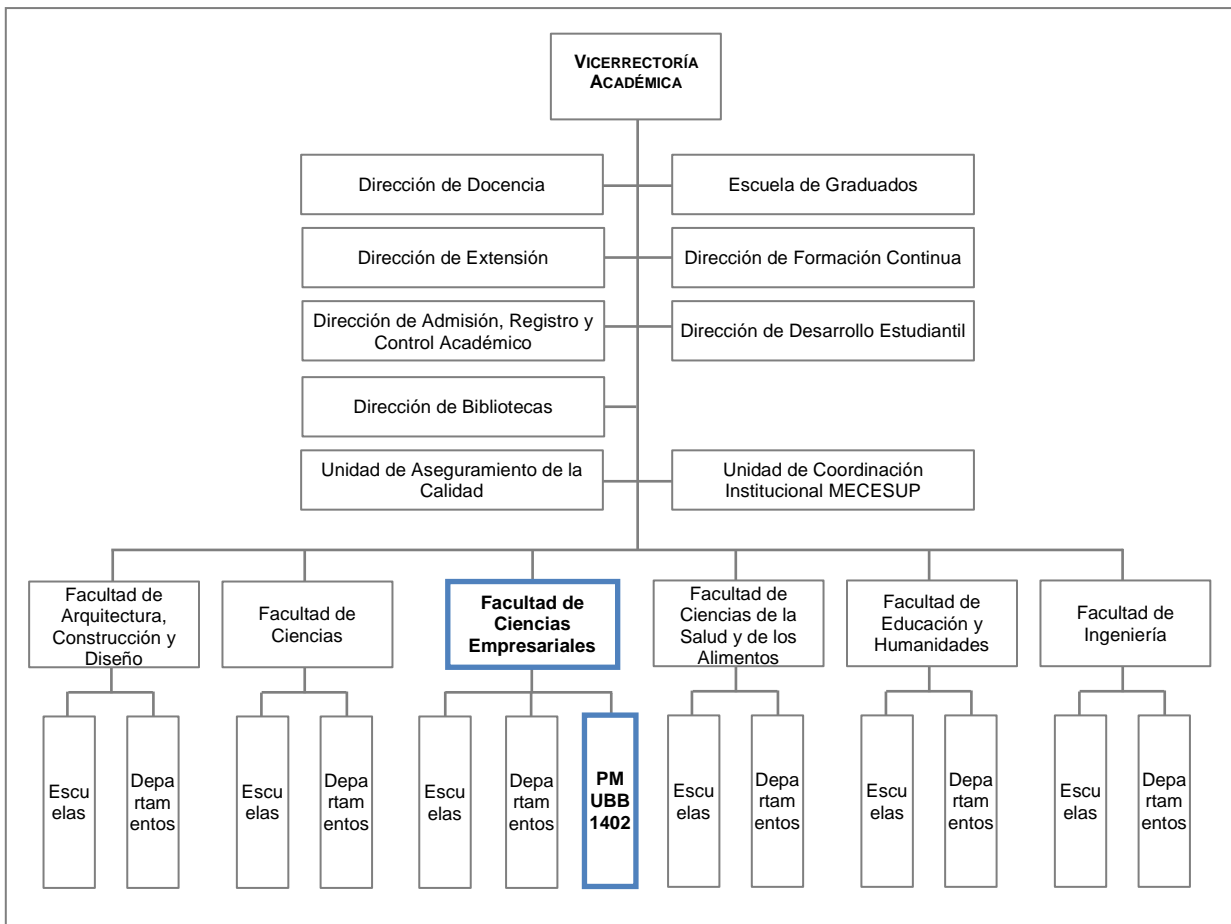 VICERRECTORÍA
ACADÉMICA
Dirección de Docencia
Escuela de Graduados
Dirección de Extensión
Dirección de Formación Continua
Dirección de Admisión, Registro y
Control Académico
Dirección de Desarrollo Estudiantil
Dirección de Bibliotecas
Unidad de Aseguramiento de la
Calidad
Unidad de Coordinación
Institucional MECESUP
Facultad de
Arquitectura,
Construcción y
Diseño
Facultad de
Ciencias
Facultad de
Ciencias
Empresariales
Facultad de
Ciencias de la
Salud y de los
Alimentos
Facultad de
Educación y
Humanidades
Facultad de
Ingeniería
Escu
elas
Depa
rtam
entos
Escu
elas
Depa
rtam
entos
Escu
elas
Depa
rtam
entos
PM
UBB
1402
Escu
elas
Depa
rtam
entos
Escu
elas
Depa
rtam
entos
Escu
elas
Depa
rtam
entos